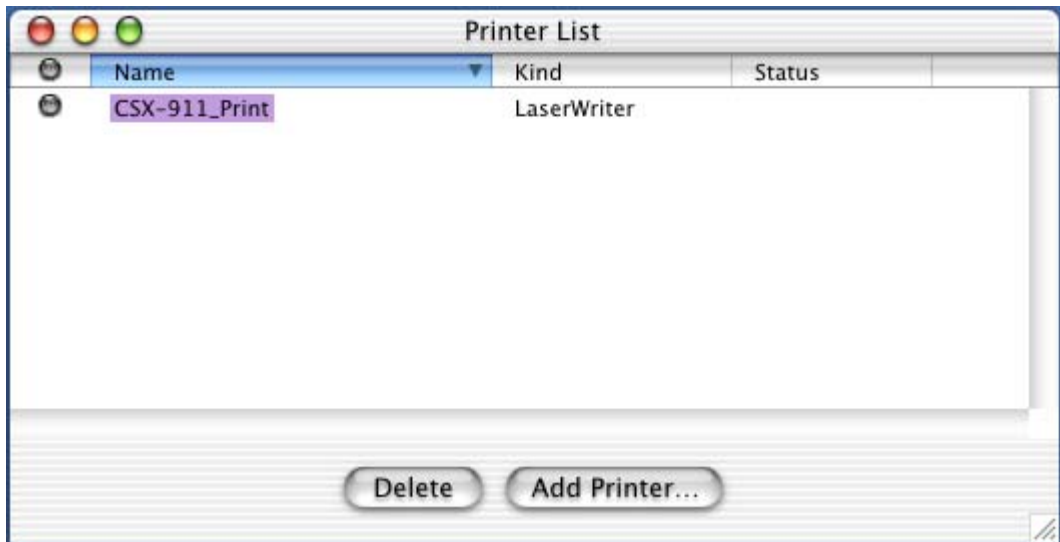 Printer List
Name Kind Status
CSX-911_Print LaserWriter
Delete Add Printer...